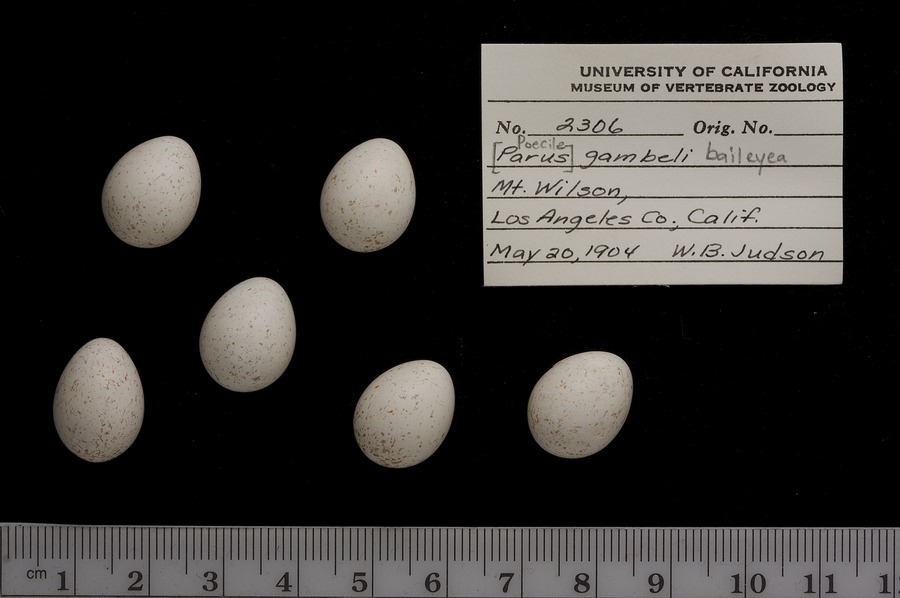 UNIVERSITY OF CALIFORNIA
MUSEUM OF VERTEBRATE ZOOLOGY
No. 2306 Orig. No.
Poecile
[Parus] gambeli baileyea
Mt. Wilson,
Los Angeles Co., Calif.
May 20, 1904 W.B. Judson
cm 1 2 3 4 5 6 7 8 9 10 11 1